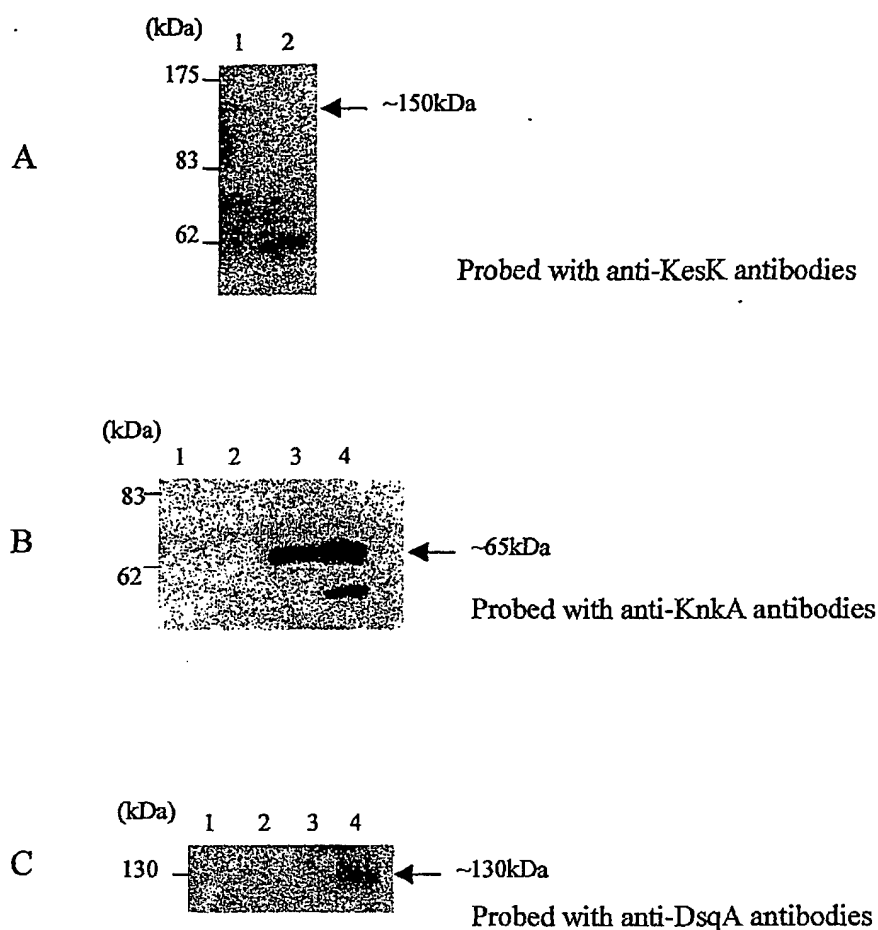 (kDa)
1 2
175
~150kDa
A
83
62
Probed with anti-KesK antibodies
(kDa)
1 2 3 4
83
B
~65kDa
62
Probed with anti-KnkA antibodies
(kDa)
1 2 3 4
C
130
~130kDa
Probed with anti-DsqA antibodies